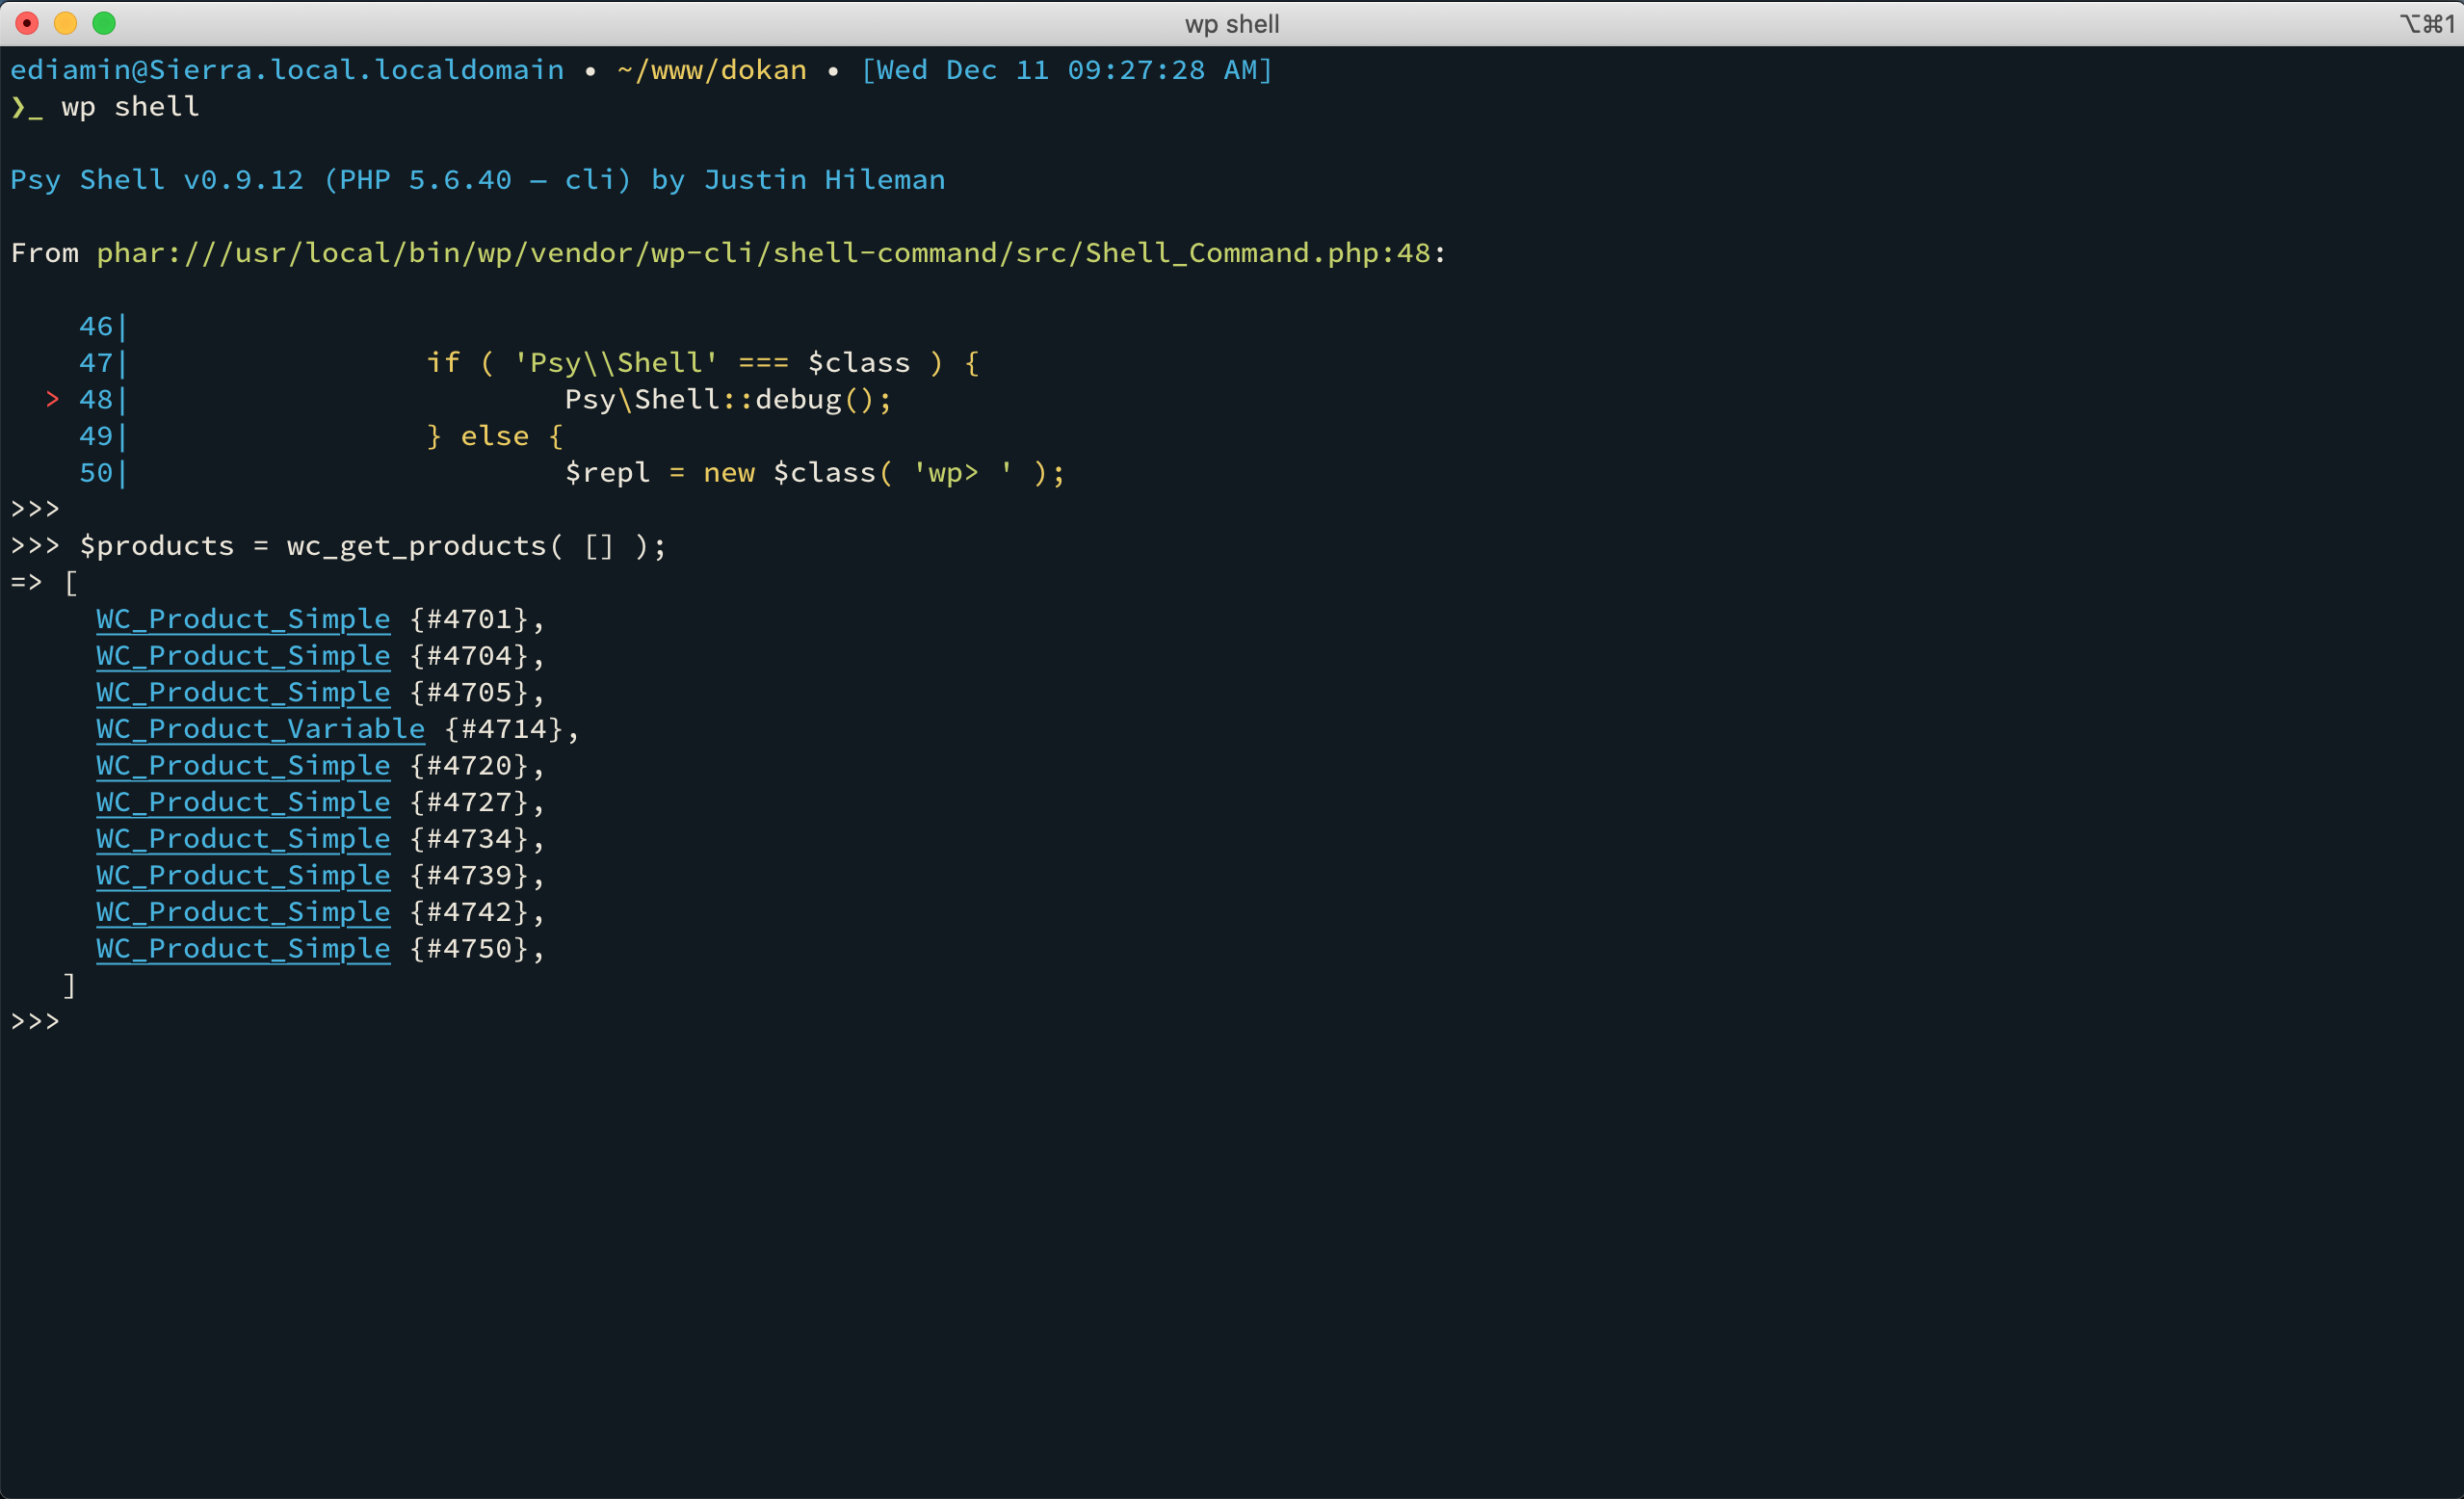 wp shell ⌥⌘1
ediamin@Sierra.local.localdomain • ~/www/dokan • [Wed Dec 11 09:27:28 AM]
❯_ wp shell
Psy Shell v0.9.12 (PHP 5.6.40 — cli) by Justin Hileman
From phar:///usr/local/bin/wp/vendor/wp-cli/shell-command/src/Shell_Command.php:48:
    46|
    47|                  if ( 'Psy\\Shell' === $class ) {
  > 48|                          Psy\Shell::debug();
    49|                  } else {
    50|                          $repl = new $class( 'wp> ' );
>>>
>>> $products = wc_get_products( [] );
=> [
     WC_Product_Simple {#4701},
     WC_Product_Simple {#4704},
     WC_Product_Simple {#4705},
     WC_Product_Variable {#4714},
     WC_Product_Simple {#4720},
     WC_Product_Simple {#4727},
     WC_Product_Simple {#4734},
     WC_Product_Simple {#4739},
     WC_Product_Simple {#4742},
     WC_Product_Simple {#4750},
   ]
>>>